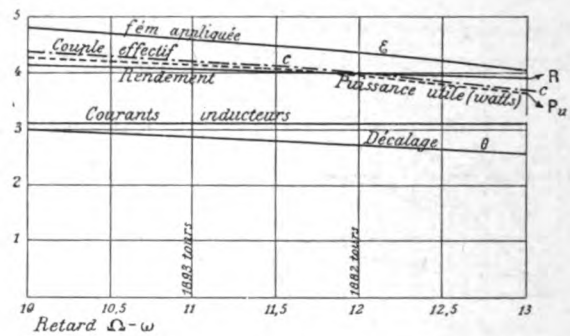 5
fém appliquée
ε
Couple effectif
c
4
R
Rendement
Puissance utile (watts)
c
Pu
Courants inducteurs
3
Décalage θ
2
1
1893 tours
1882 tours
10 10,5 11 11,5 12 12,5 13
Retard Ω-ω